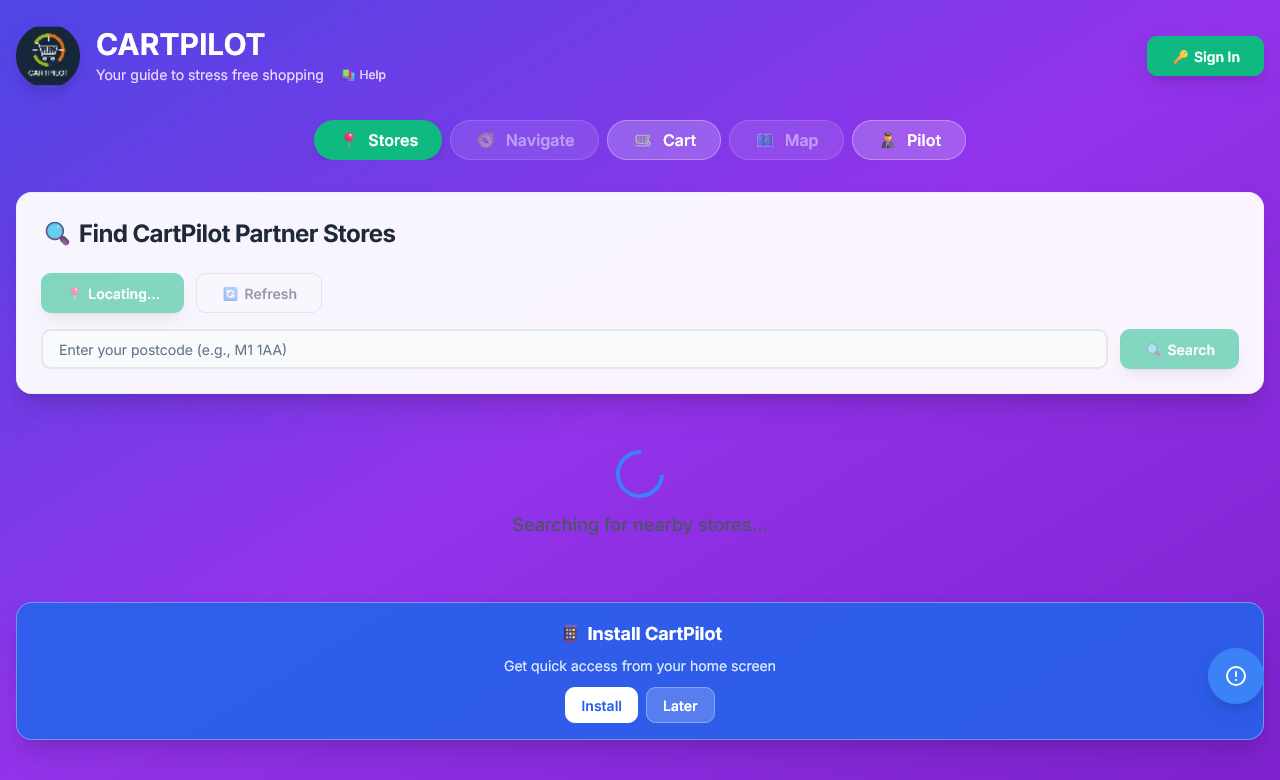 CARTPILOT
CARTPILOT
Your guide to stress free shopping
Help
Sign In
Stores
Navigate
Cart
Map
Pilot
Find CartPilot Partner Stores
Locating...
Refresh
Enter your postcode (e.g., M1 1AA)
Search
Searching for nearby stores...
Install CartPilot
Get quick access from your home screen
Install
Later